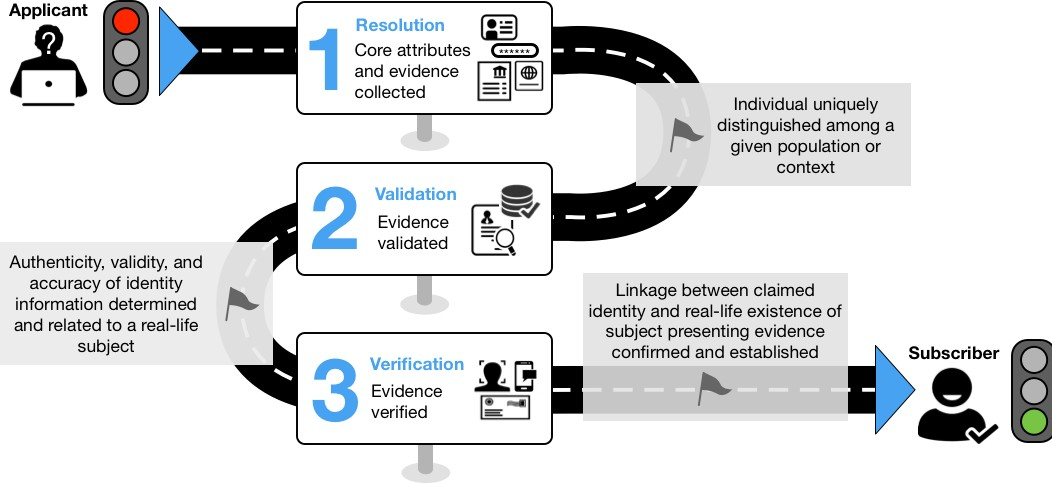 Applicant
1
Resolution
Core attributes
and evidence
collected
******
Individual uniquely
distinguished among a
given population or
context
2
Validation
Evidence
validated
Authenticity, validity, and
accuracy of identity
information determined
and related to a real-life
subject
Linkage between claimed
identity and real-life existence of
subject presenting evidence
confirmed and established
3
Verification
Evidence
verified
Subscriber